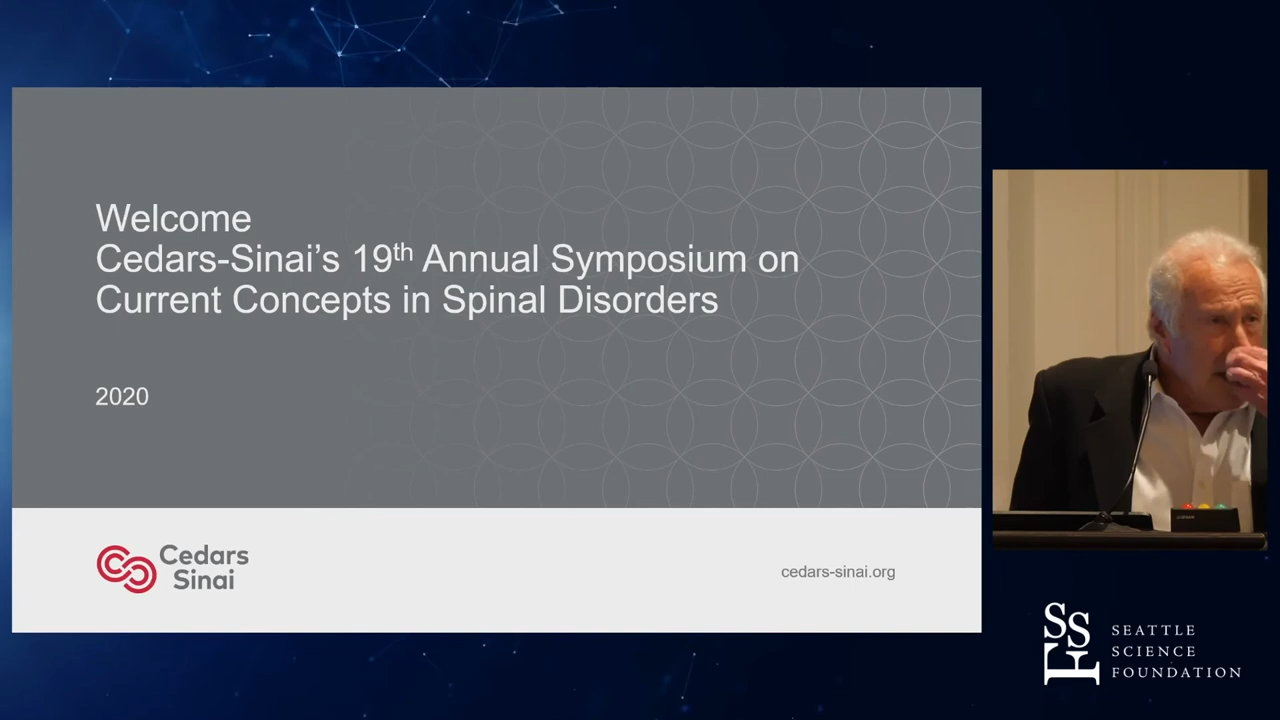 Welcome
Cedars-Sinai’s 19th Annual Symposium on
Current Concepts in Spinal Disorders
2020
Cedars
Sinai
cedars-sinai.org
SSF
SEATTLE
SCIENCE
FOUNDATION